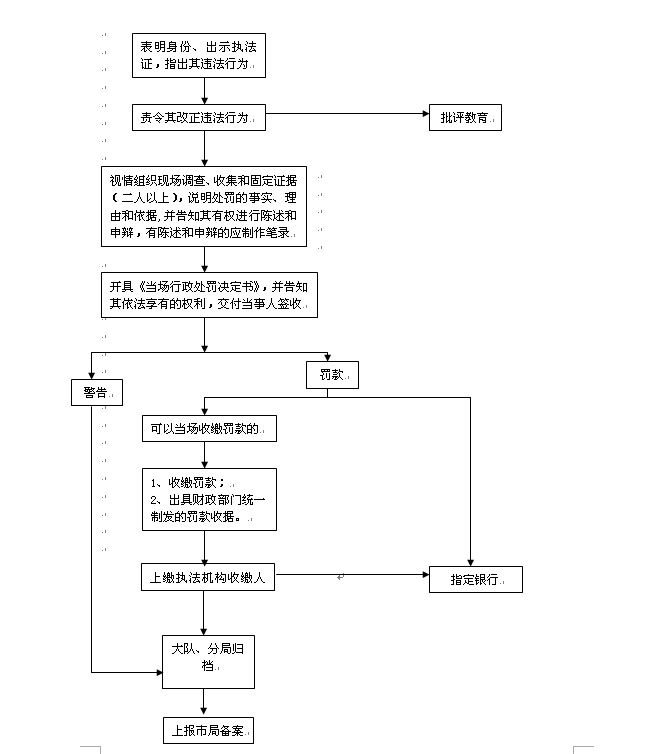 表明身份、出示执法
证，指出其违法行为
责令其改正违法行为
批评教育
视情组织现场调查、收集和固定证据
（二人以上），说明处罚的事实、理
由和依据,并告知其有权进行陈述和
申辩，有陈述和申辩的应制作笔录
开具《当场行政处罚决定书》，并告知
其依法享有的权利，交付当事人签收
罚款
警告
可以当场收缴罚款的
1、收缴罚款；
2、出具财政部门统一
制发的罚款收据。
上缴执法机构收缴人
指定银行
大队、分局归
档
上报市局备案